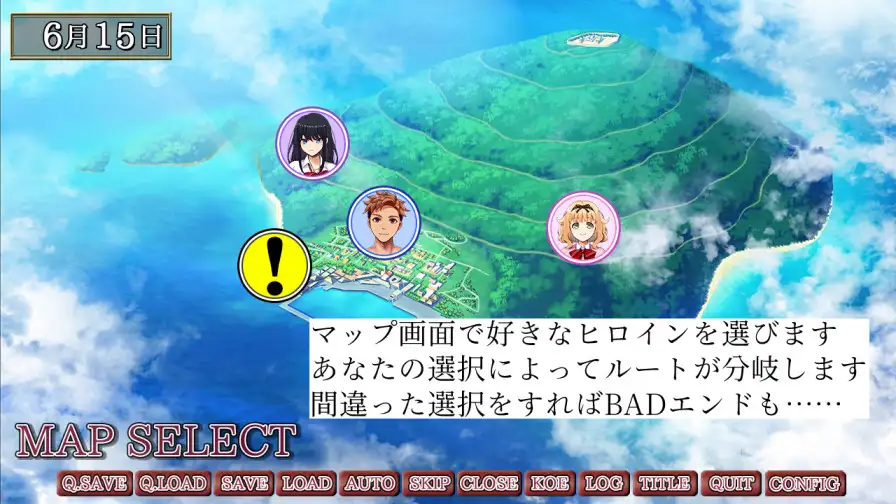 6月15日
マップ画面で好きなヒロインを選びます
あなたの選択によってルートが分岐します
間違った選択をすればBADエンドも……
MAP SELECT
Q.SAVE Q.LOAD SAVE LOAD AUTO SKIP CLOSE KOE LOG TITLE QUIT CONFIG